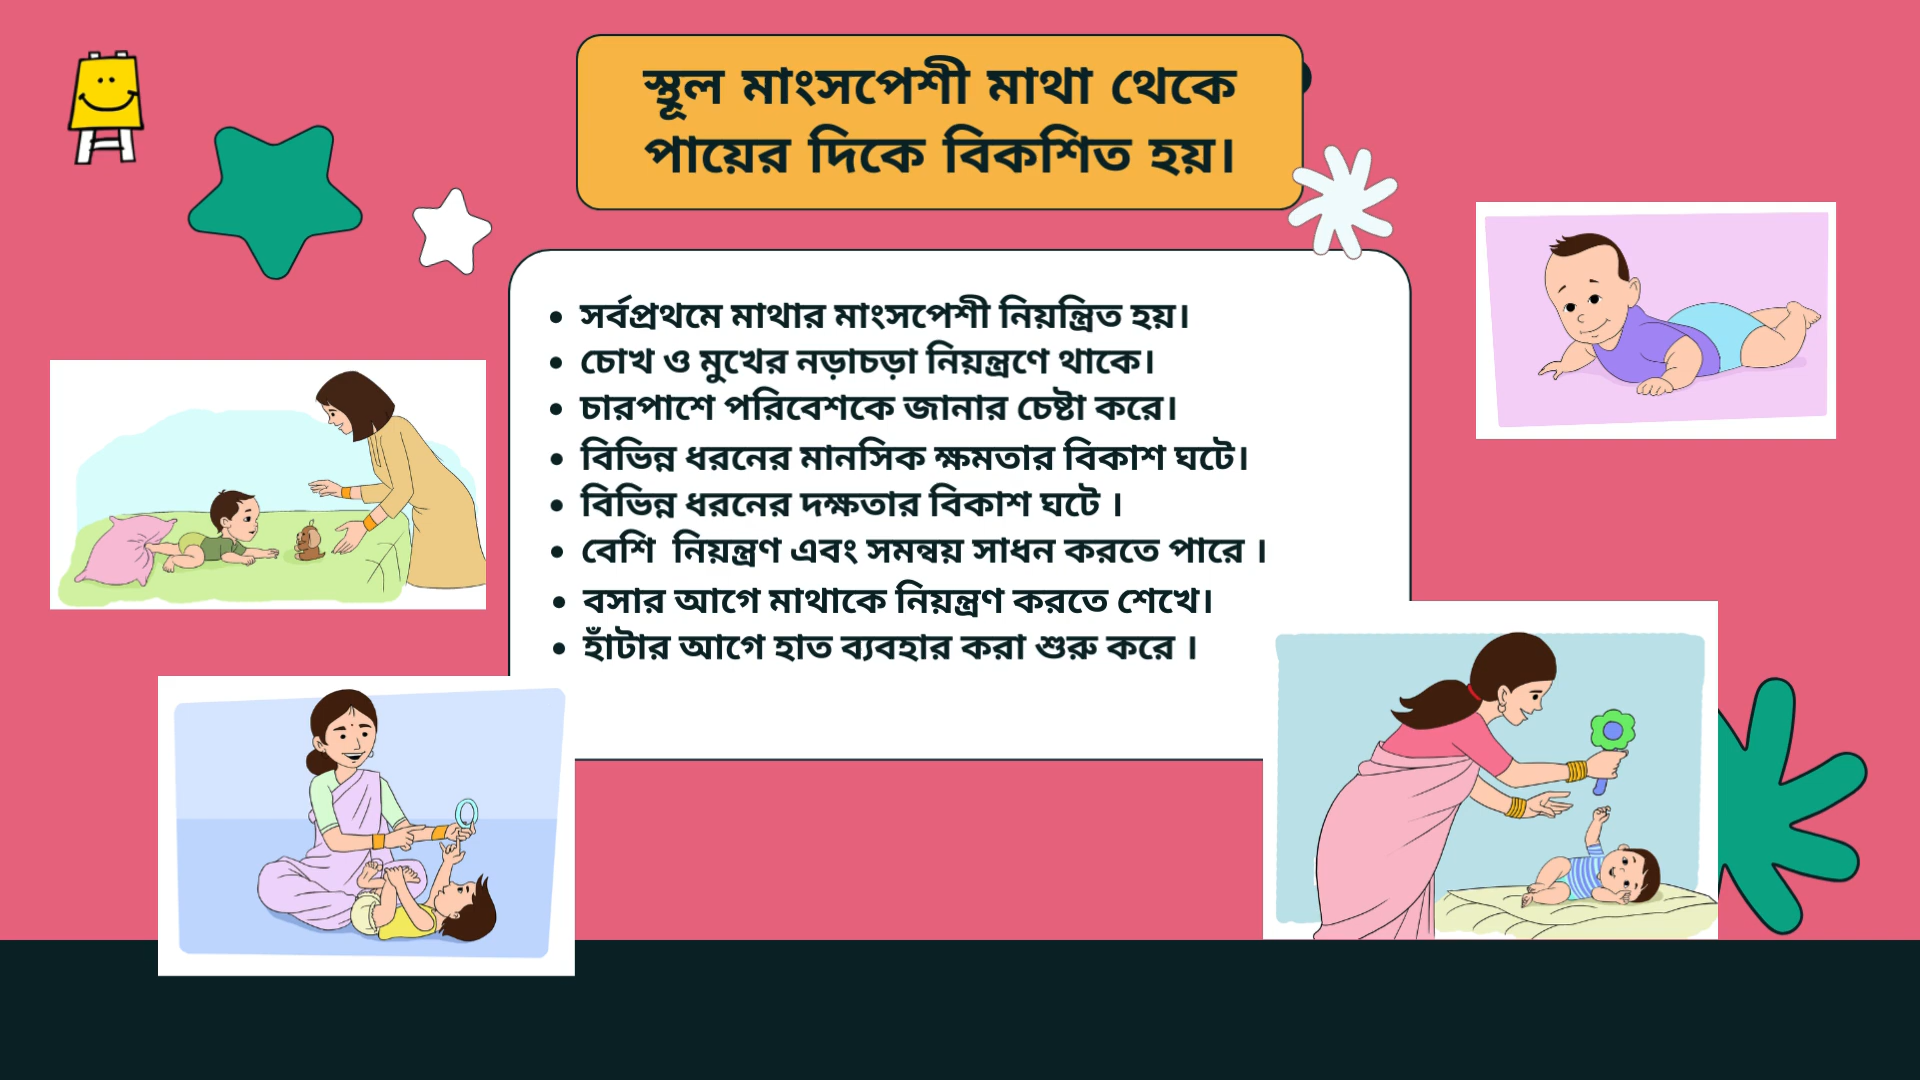 স্থূল মাংসপেশী মাথা থেকে
পায়ের দিকে বিকশিত হয়।
• সর্বপ্রথমে মাথার মাংসপেশী নিয়ন্ত্রিত হয়।
• চোখ ও মুখের নড়াচড়া নিয়ন্ত্রণে থাকে।
• চারপাশে পরিবেশকে জানার চেষ্টা করে।
• বিভিন্ন ধরনের মানসিক ক্ষমতার বিকাশ ঘটে।
• বিভিন্ন ধরনের দক্ষতার বিকাশ ঘটে ।
• বেশি নিয়ন্ত্রণ এবং সমন্বয় সাধন করতে পারে ।
• বসার আগে মাথাকে নিয়ন্ত্রণ করতে শেখে।
• হাঁটার আগে হাত ব্যবহার করা শুরু করে ।